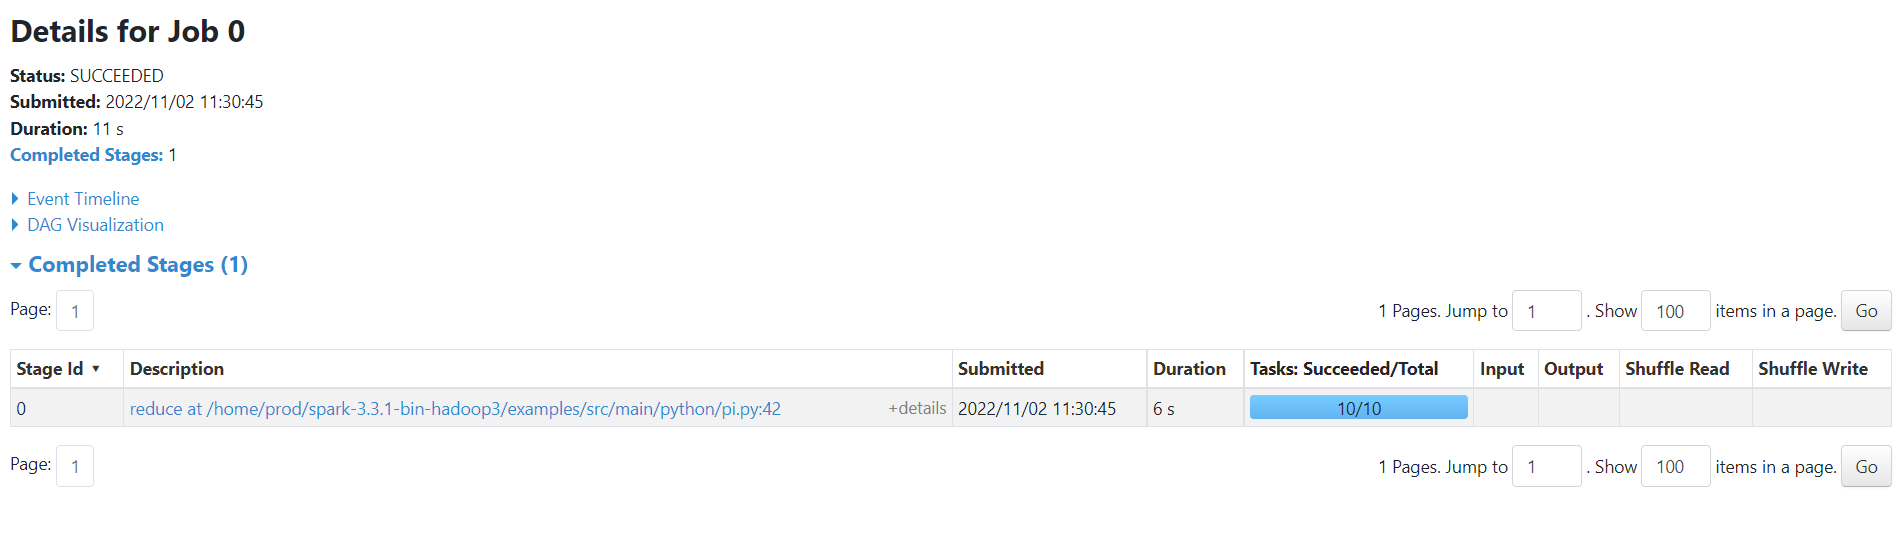 Details for Job 0
Status: SUCCEEDED
Submitted: 2022/11/02 11:30:45
Duration: 11 s
Completed Stages: 1
Event Timeline
DAG Visualization
Completed Stages (1)
Page: 1 1 Pages. Jump to 1 . Show 100 items in a page. Go
Stage Id Description Submitted Duration Tasks: Succeeded/Total Input Output Shuffle Read Shuffle Write
0 reduce at /home/prod/spark-3.3.1-bin-hadoop3/examples/src/main/python/pi.py:42 +details 2022/11/02 11:30:45 6 s 10/10
Page: 1 1 Pages. Jump to 1 . Show 100 items in a page. Go